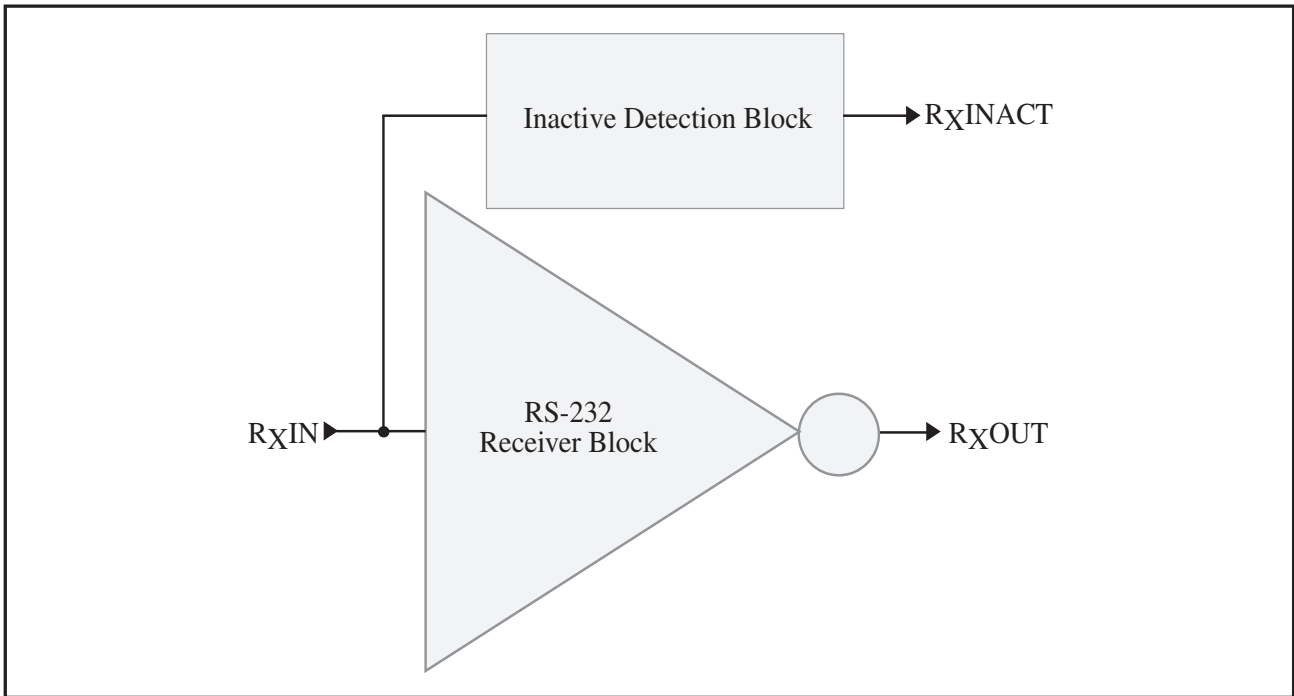 Inactive Detection Block
RXINACT
RS-232
Receiver Block
RXIN
RXOUT